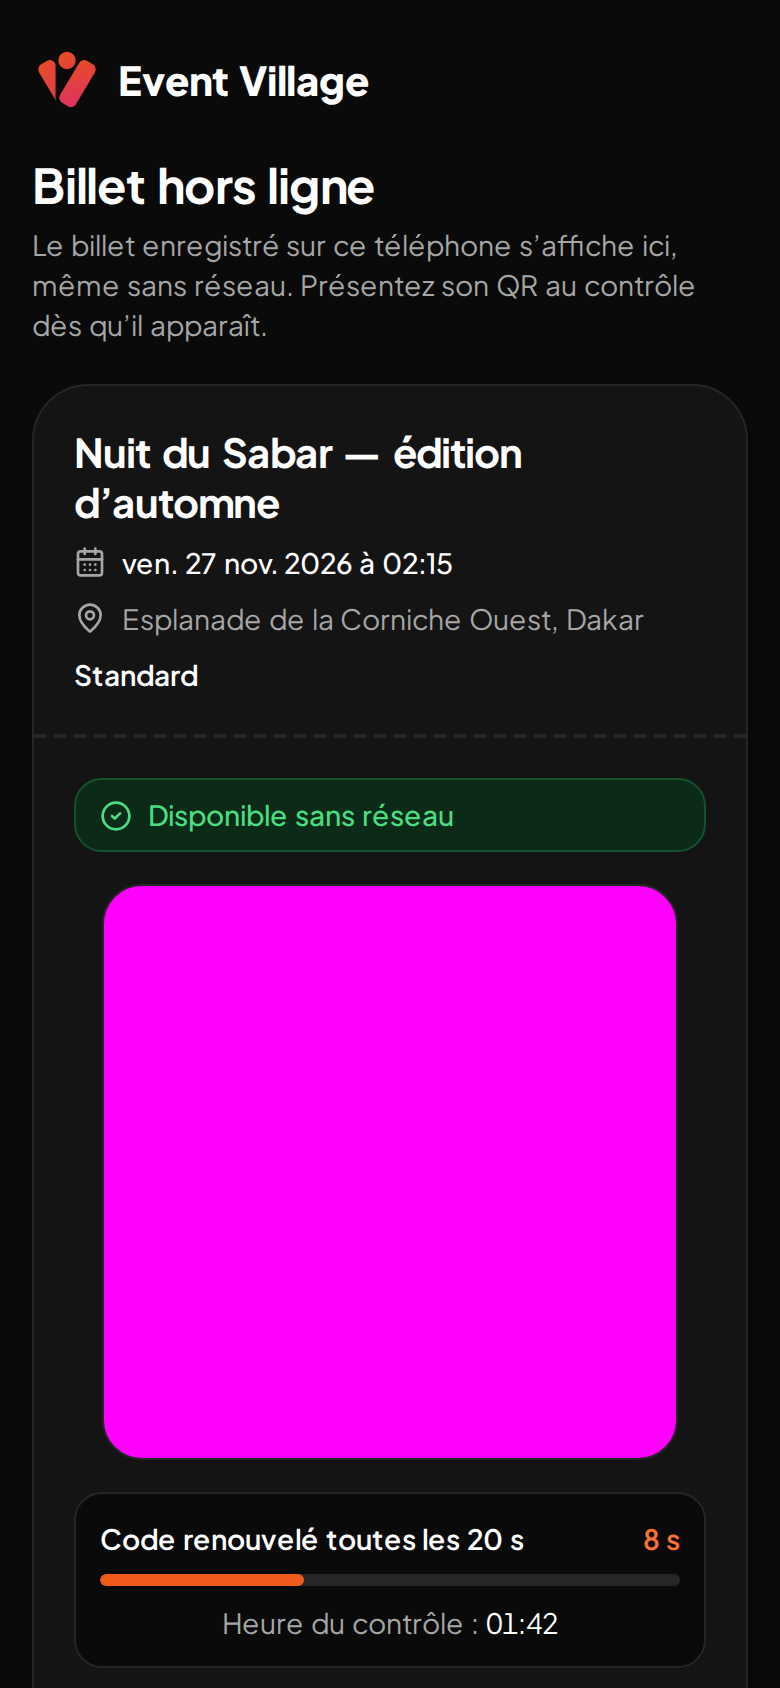 Event Village
Billet hors ligne
Le billet enregistré sur ce téléphone s’affiche ici,
même sans réseau. Présentez son QR au contrôle
dès qu’il apparaît.
Nuit du Sabar — édition
d’automne
ven. 27 nov. 2026 à 02:15
Esplanade de la Corniche Ouest, Dakar
Standard
Disponible sans réseau
Code renouvelé toutes les 20 s 8 s
Heure du contrôle : 01:42